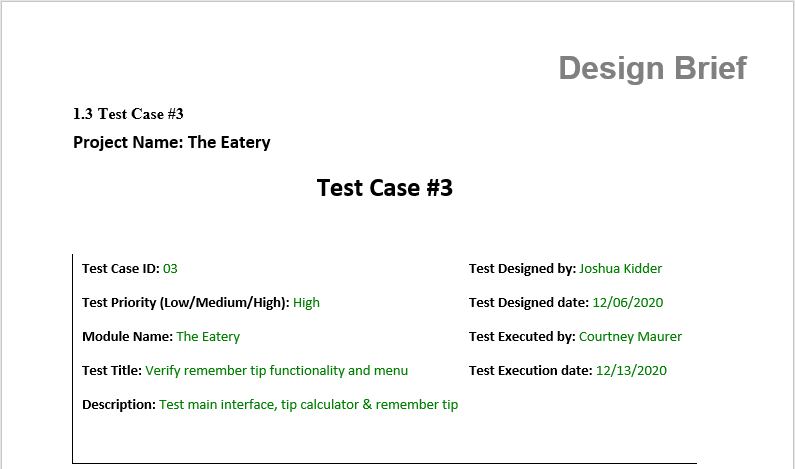 Design Brief
1.3 Test Case #3
Project Name: The Eatery
Test Case #3
Test Case ID: 03
Test Designed by: Joshua Kidder
Test Priority (Low/Medium/High): High
Test Designed date: 12/06/2020
Module Name: The Eatery
Test Executed by: Courtney Maurer
Test Title: Verify remember tip functionality and menu
Test Execution date: 12/13/2020
Description: Test main interface, tip calculator & remember tip